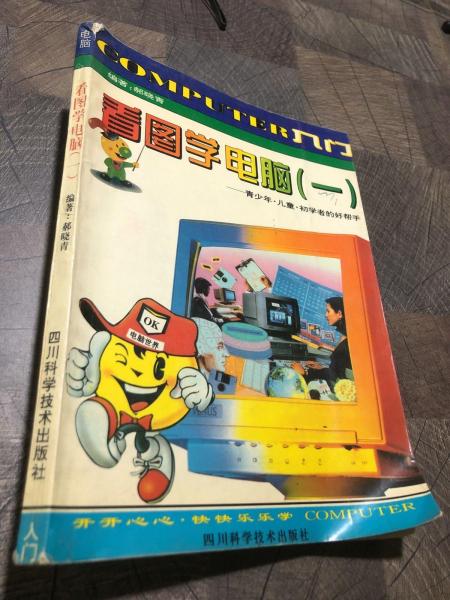 电脑
看图学电脑(一)
编著:郝晓青
四川科学技术出版社
入门
COMPUTER入门
编著:郝晓青
看图学电脑(一)
——青少年·儿童·初学者的好帮手
OK
电脑世界
开开心心·快快乐乐学 COMPUTER
四川科学技术出版社